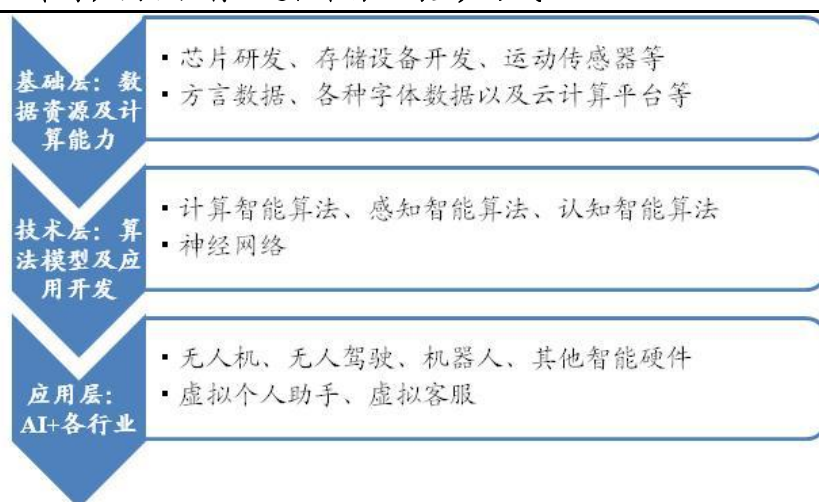 基础层：数
据资源及计
算能力
▪ 芯片研发、存储设备开发、运动传感器等
▪ 方言数据、各种字体数据以及云计算平台等
技术层：算
法模型及应
用开发
▪ 计算智能算法、感知智能算法、认知智能算法
▪ 神经网络
应用层：
AI+各行业
▪ 无人机、无人驾驶、机器人、其他智能硬件
▪ 虚拟个人助手、虚拟客服